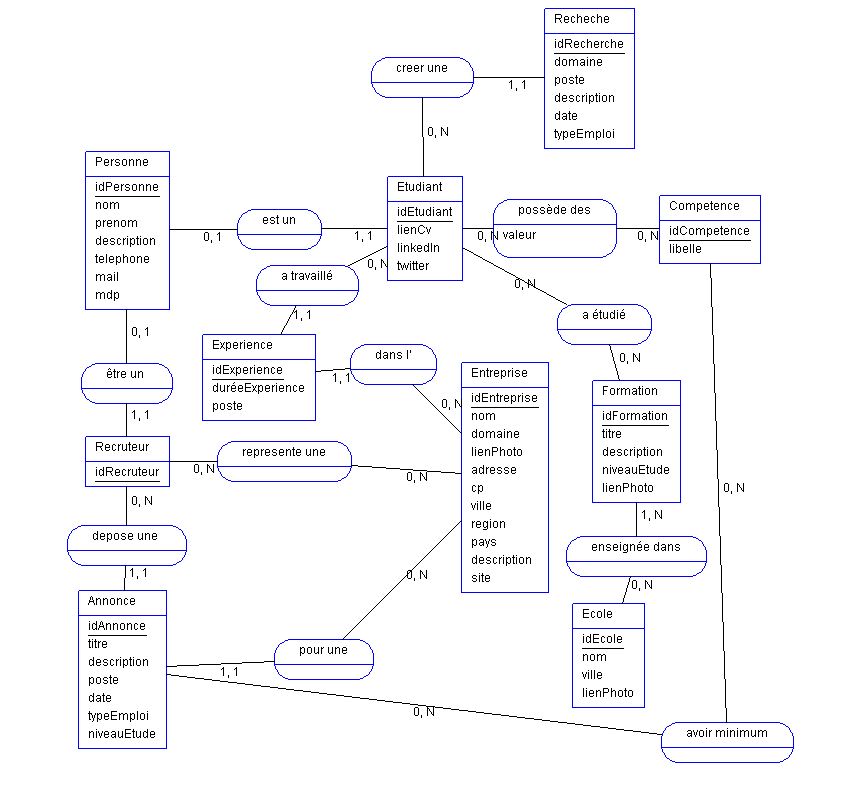 Recheche
idRecherche
domaine
poste
description
date
typeEmploi
creer une
1, 1
0, N
Personne
idPersonne
nom
prenom
description
telephone
mail
mdp
est un
0, 1
1, 1
Etudiant
idEtudiant
lienCv
linkedIn
twitter
possède des
valeur
0, N
0, N
Competence
idCompetence
libelle
a travaillé
0, N
1, 1
0, N
a étudié
0, N
0, 1
être un
1, 1
Experience
idExperience
duréeExperience
poste
dans l'
1, 1
0, N
Entreprise
idEntreprise
nom
domaine
lienPhoto
adresse
cp
ville
region
pays
description
site
Formation
idFormation
titre
description
niveauEtude
lienPhoto
Recruteur
idRecruteur
represente une
0, N
0, N
0, N
0, N
depose une
1, 1
1, N
enseignée dans
0, N
0, N
Annonce
idAnnonce
titre
description
poste
date
typeEmploi
niveauEtude
pour une
1, 1
Ecole
idEcole
nom
ville
lienPhoto
0, N
avoir minimum